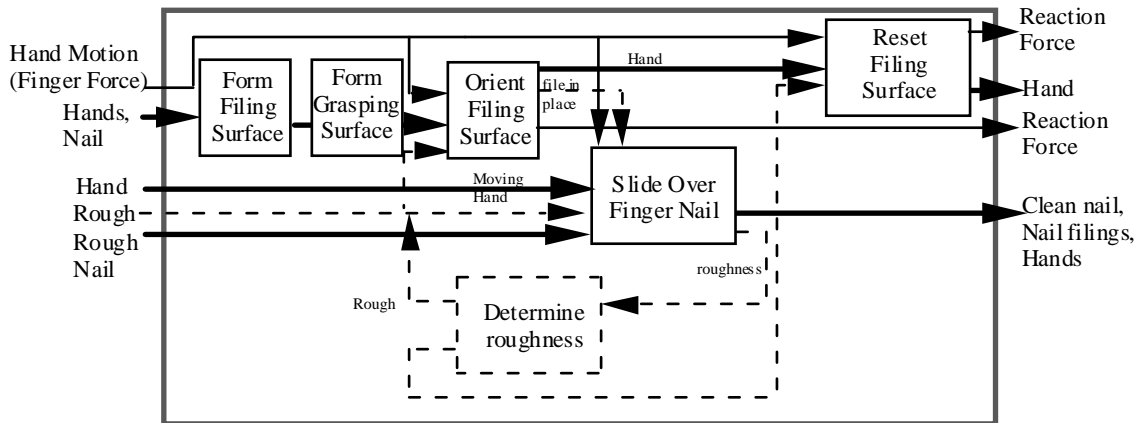 Hand Motion
(Finger Force)
Hands,
Nail
Form
Filing
Surface
Form
Grasping
Surface
Orient
Filing
Surface
Hand
file in
place
Reset
Filing
Surface
Reaction
Force
Hand
Reaction
Force
Hand
Rough
Rough
Nail
Moving
Hand
Slide Over
Finger Nail
Clean nail,
Nail filings,
Hands
roughness
Rough
Determine
roughness